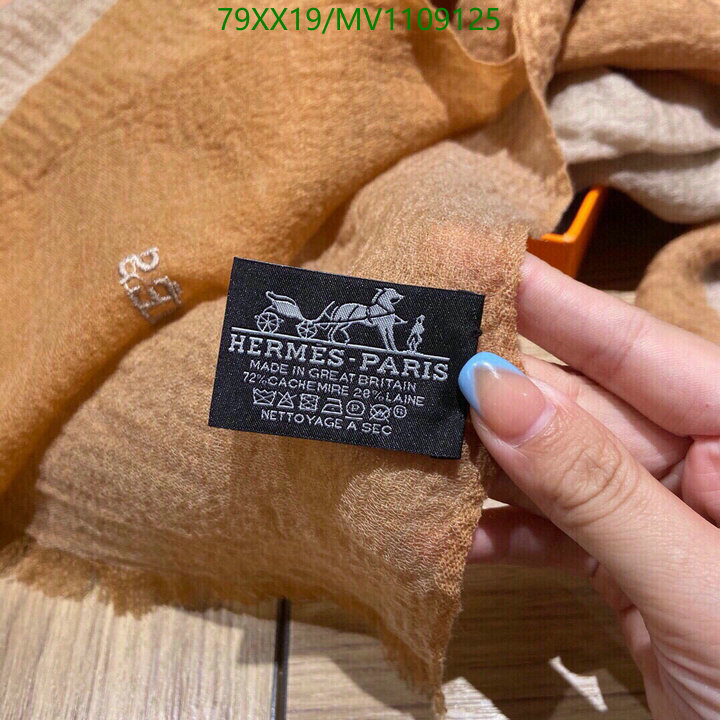 79XX19/MV1109125
HERMES-PARIS
MADE IN GREAT BRITAIN
72% CACHEMIRE 28% LAINE
P ®
NETTOYAGE A SEC